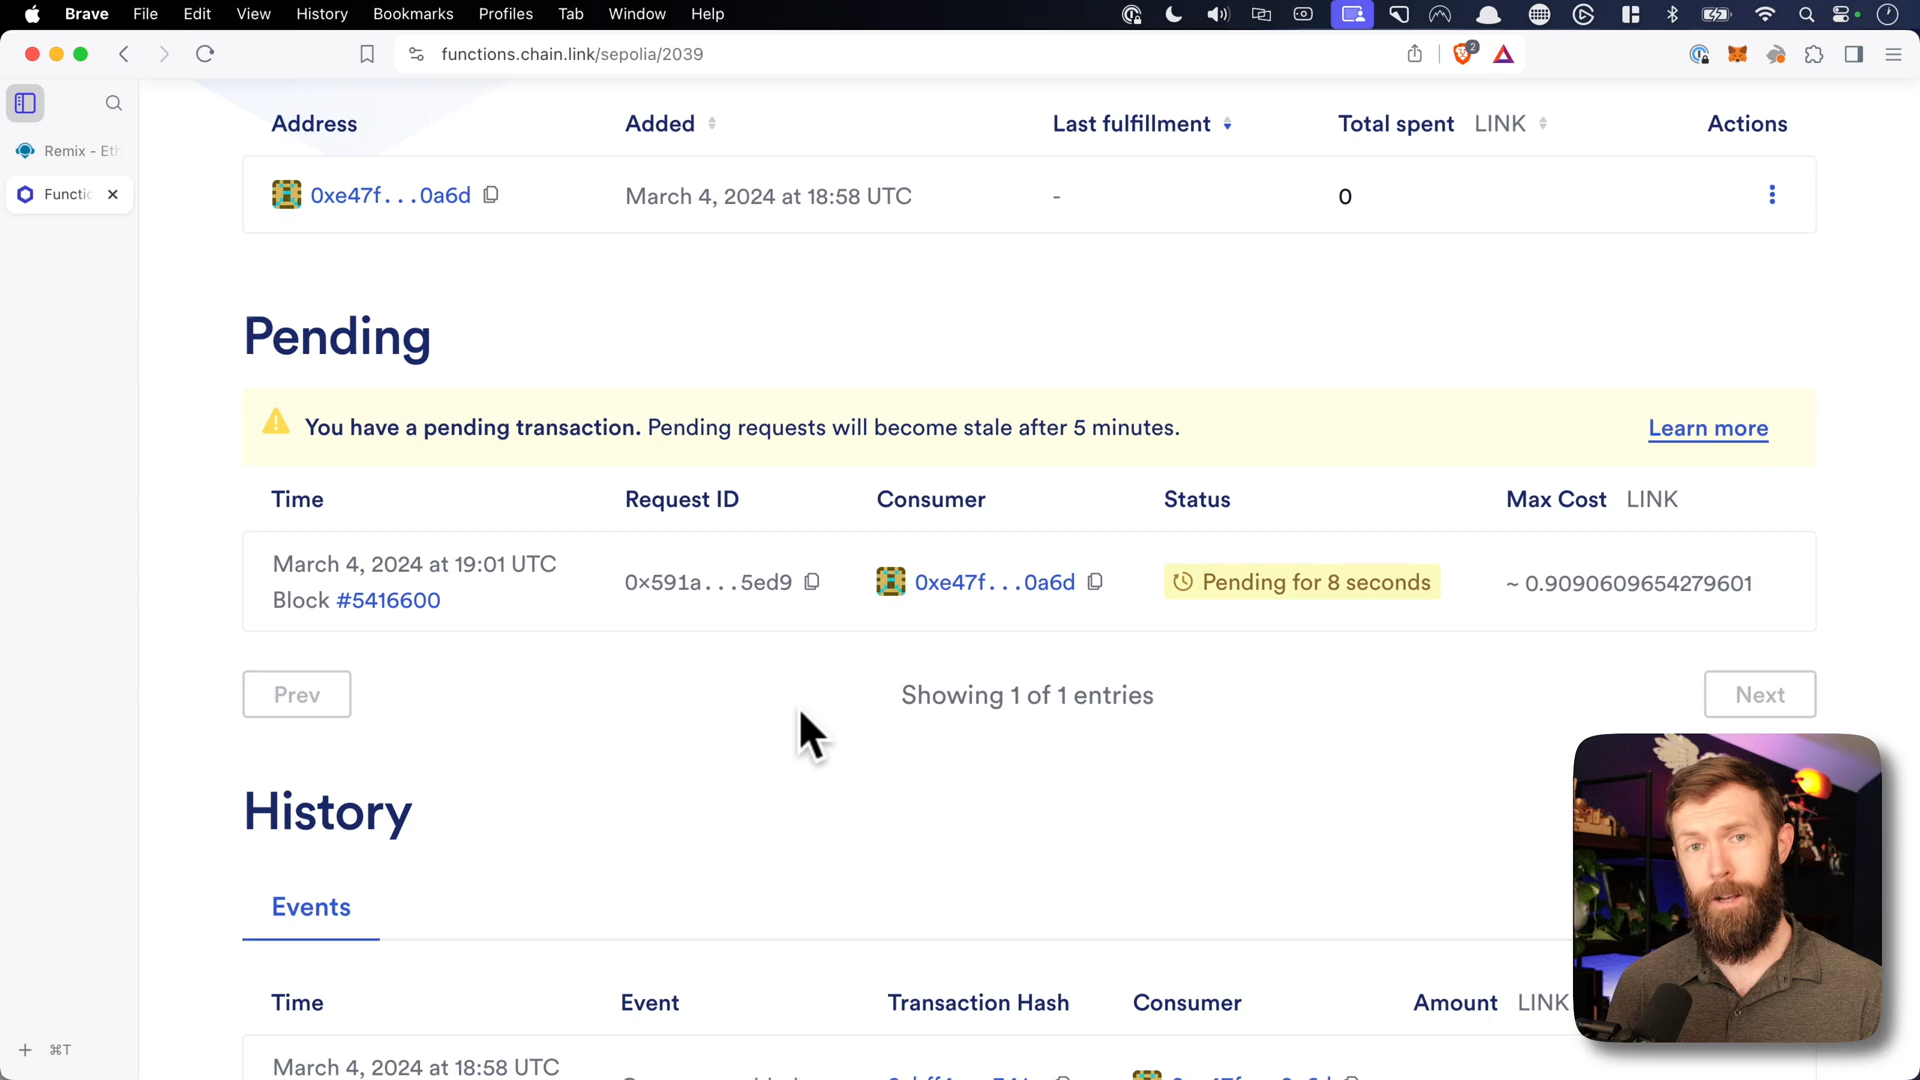 Brave File Edit View History Bookmarks Profiles Tab Window Help
functions.chain.link/sepolia/2039
2
Remix - Eth
Functio
Address Added Last fulfillment Total spent LINK Actions
0xe47f...0a6d March 4, 2024 at 18:58 UTC - 0
Pending
You have a pending transaction. Pending requests will become stale after 5 minutes. Learn more
Time Request ID Consumer Status Max Cost LINK
March 4, 2024 at 19:01 UTC
Block #5416600
0x591a...5ed9 0xe47f...0a6d Pending for 8 seconds ~ 0.9090609654279601
Prev Showing 1 of 1 entries Next
History
Events
Time Event Transaction Hash Consumer Amount LINK
March 4, 2024 at 18:58 UTC
+ ⌘T